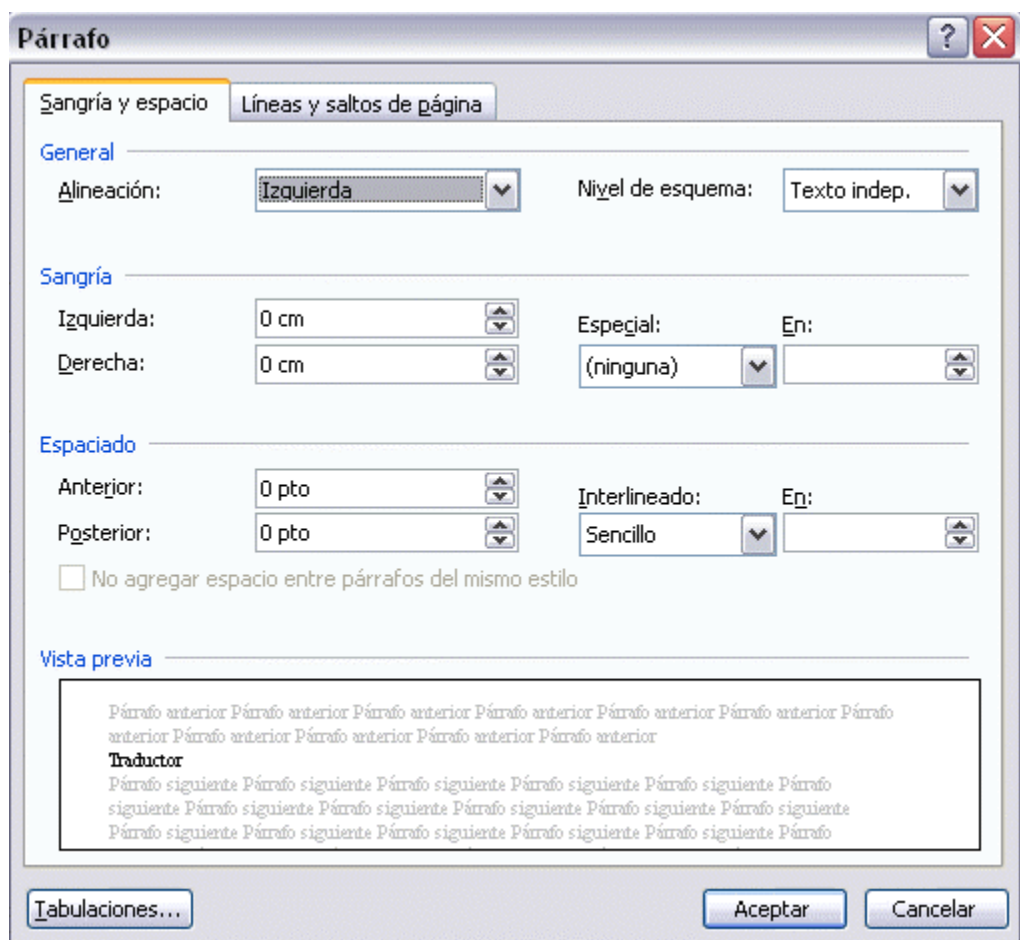 Párrafo
Sangría y espacio Líneas y saltos de página
General
Alineación: Izquierda Nivel de esquema: Texto indep.
Sangría
Izquierda: 0 cm Especial: En:
Derecha: 0 cm (ninguna)
Espaciado
Anterior: 0 pto Interlineado: En:
Posterior: 0 pto Sencillo
No agregar espacio entre párrafos del mismo estilo
Vista previa
Párrafo anterior Párrafo anterior Párrafo anterior Párrafo anterior Párrafo anterior Párrafo anterior Párrafo
anterior Párrafo anterior Párrafo anterior Párrafo anterior Párrafo anterior
Traductor
Párrafo siguiente Párrafo siguiente Párrafo siguiente Párrafo siguiente Párrafo siguiente Párrafo
siguiente Párrafo siguiente Párrafo siguiente Párrafo siguiente Párrafo siguiente Párrafo siguiente
Párrafo siguiente Párrafo siguiente Párrafo siguiente Párrafo siguiente Párrafo siguiente Párrafo
Tabulaciones... Aceptar Cancelar